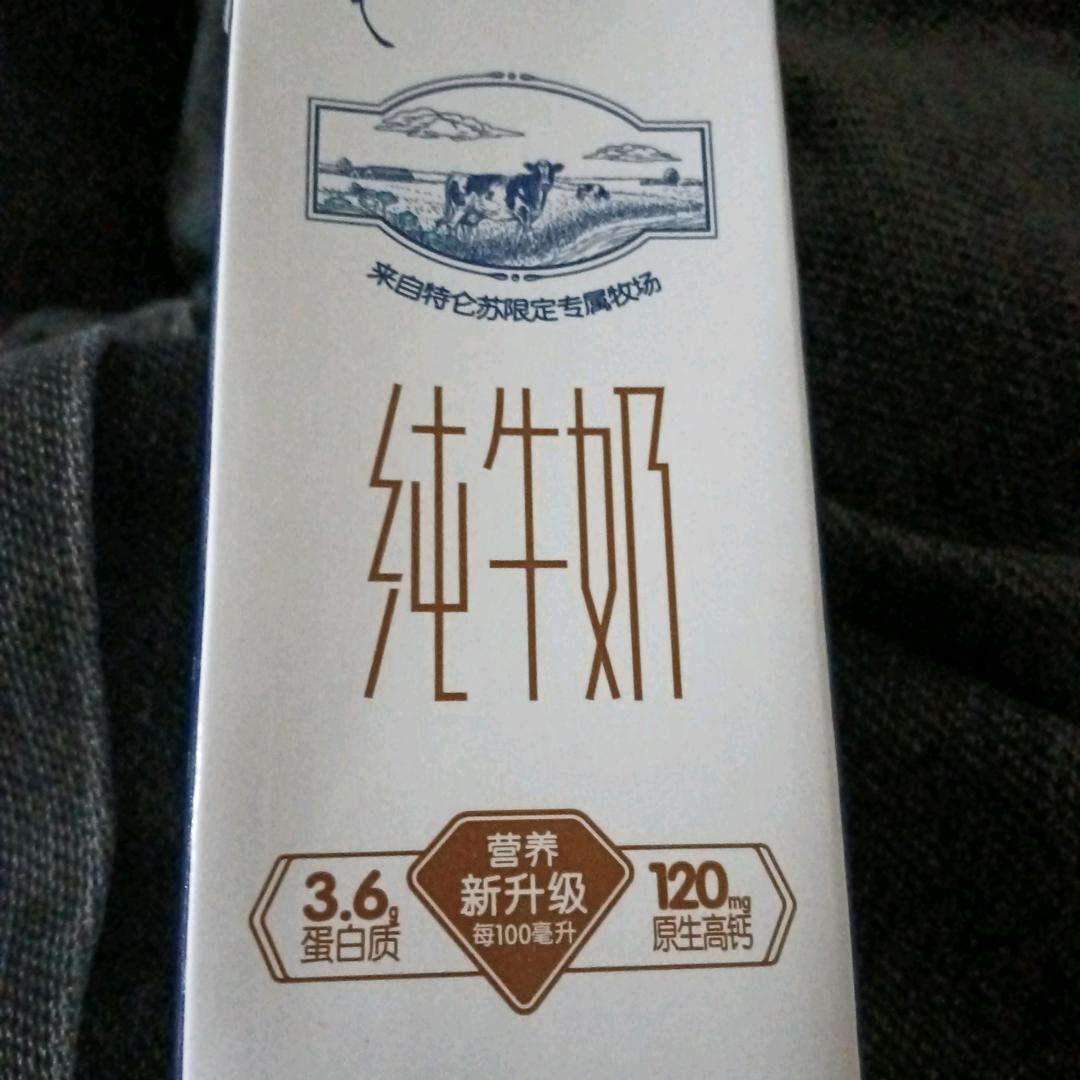 来自特仑苏限定专属牧场
纯牛奶
营养
新升级
每100毫升
3.6g
蛋白质
120mg
原生高钙